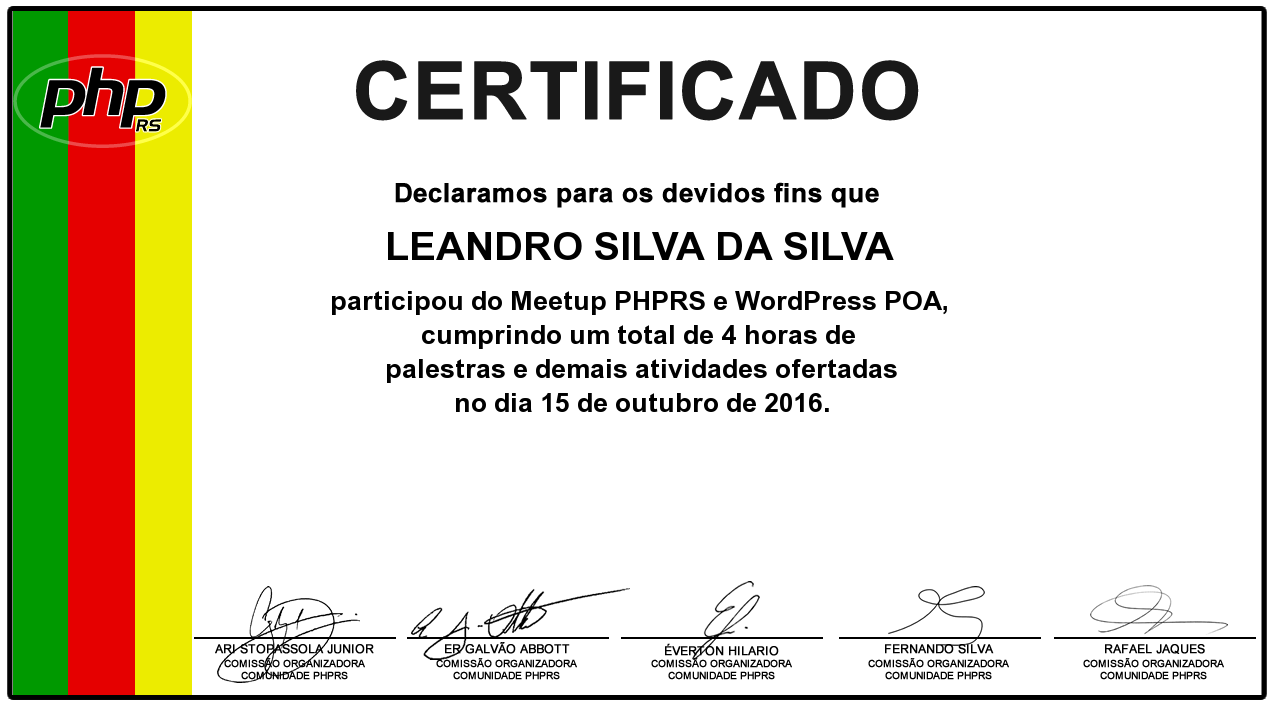 php
RS
CERTIFICADO
Declaramos para os devidos fins que
LEANDRO SILVA DA SILVA
participou do Meetup PHPRS e WordPress POA,
cumprindo um total de 4 horas de
palestras e demais atividades ofertadas
no dia 15 de outubro de 2016.
ARI STOPASSOLA JUNIOR
COMISSÃO ORGANIZADORA
COMUNIDADE PHPRS
ER GALVÃO ABBOTT
COMISSÃO ORGANIZADORA
COMUNIDADE PHPRS
ÉVERTON HILARIO
COMISSÃO ORGANIZADORA
COMUNIDADE PHPRS
FERNANDO SILVA
COMISSÃO ORGANIZADORA
COMUNIDADE PHPRS
RAFAEL JAQUES
COMISSÃO ORGANIZADORA
COMUNIDADE PHPRS